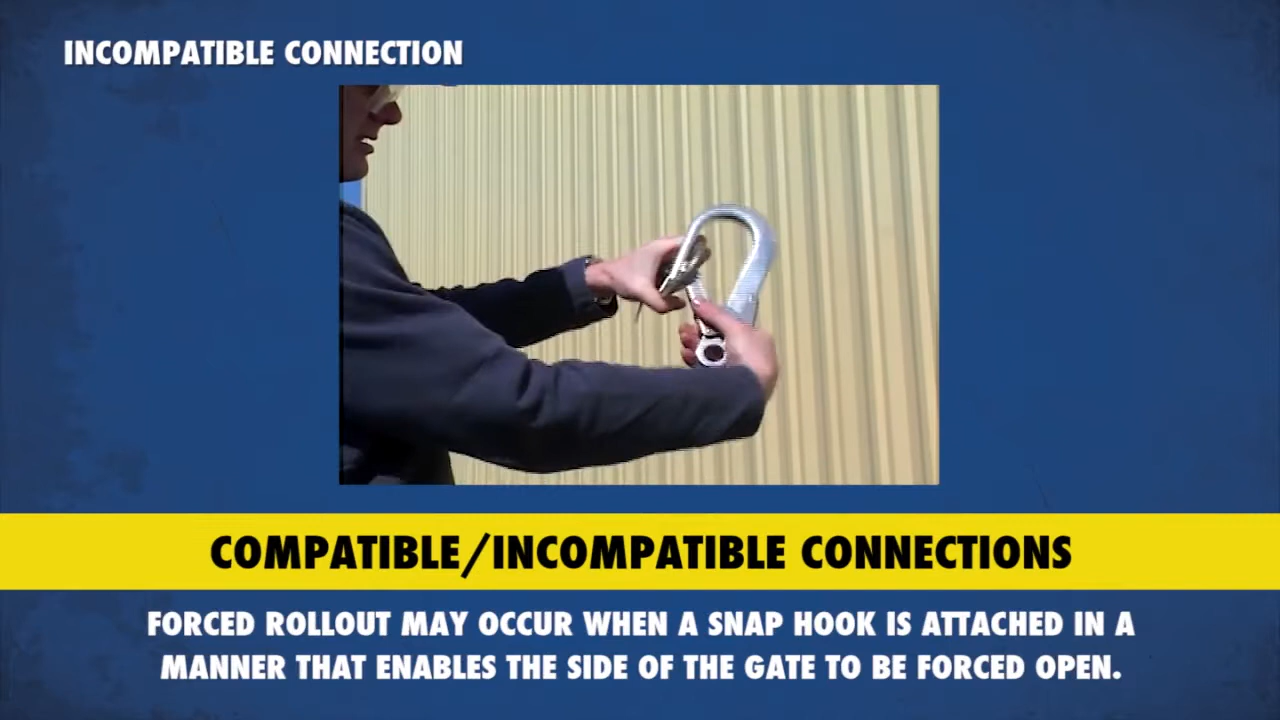 INCOMPATIBLE CONNECTION
COMPATIBLE/INCOMPATIBLE CONNECTIONS
FORCED ROLLOUT MAY OCCUR WHEN A SNAP HOOK IS ATTACHED IN A
MANNER THAT ENABLES THE SIDE OF THE GATE TO BE FORCED OPEN.